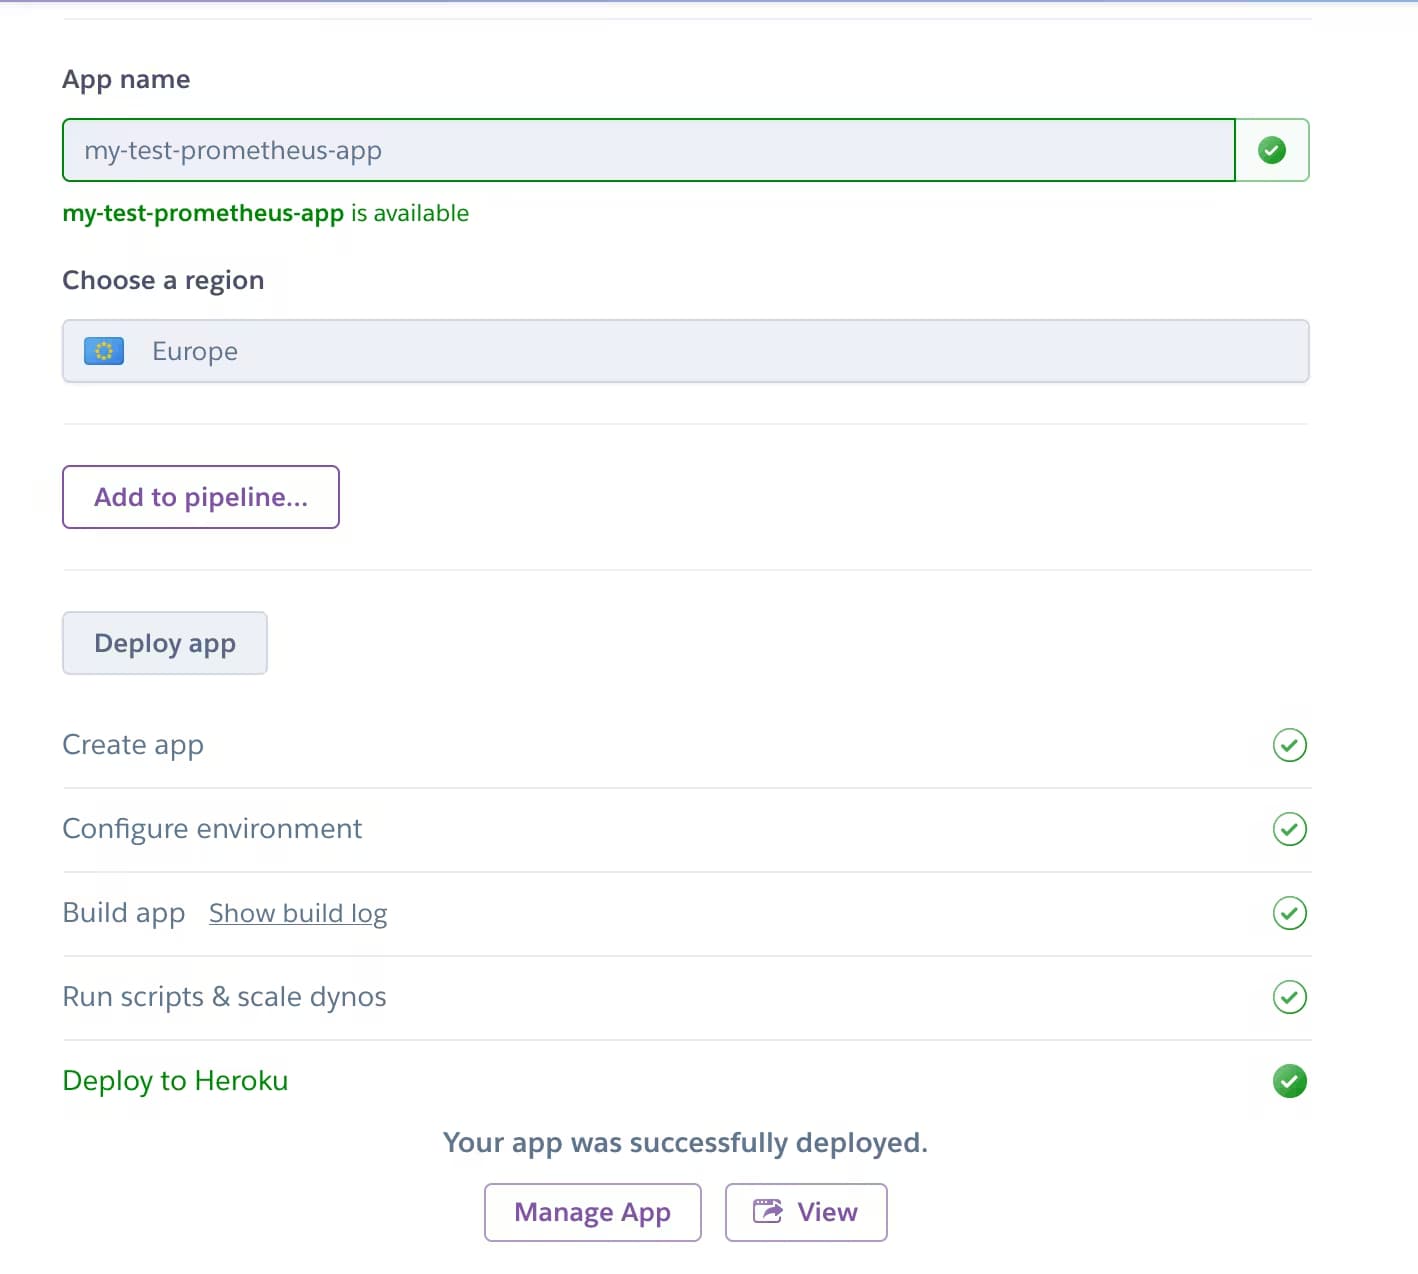 App name
my-test-prometheus-app
my-test-prometheus-app is available
Choose a region
Europe
Add to pipeline...
Deploy app
Create app
Configure environment
Build app Show build log
Run scripts & scale dynos
Deploy to Heroku
Your app was successfully deployed.
Manage App View